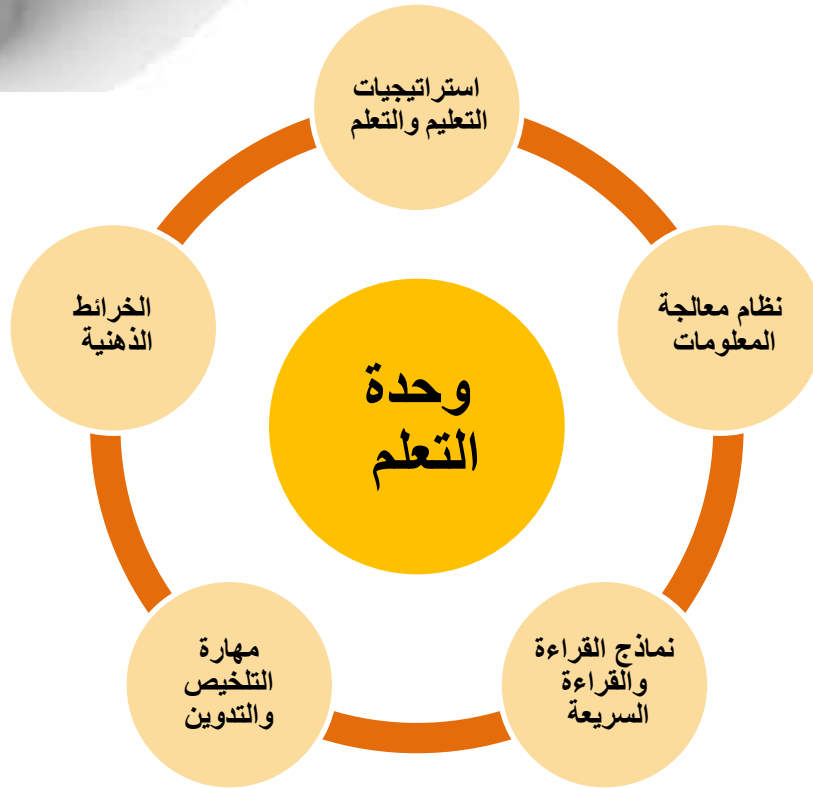 استراتيجيات
التعليم والتعلم
نظام معالجة
المعلومات
نماذج القراءة
والقراءة
السريعة
مهارة
التلخيص
والتدوين
الخرائط
الذهنية
وحدة
التعلم